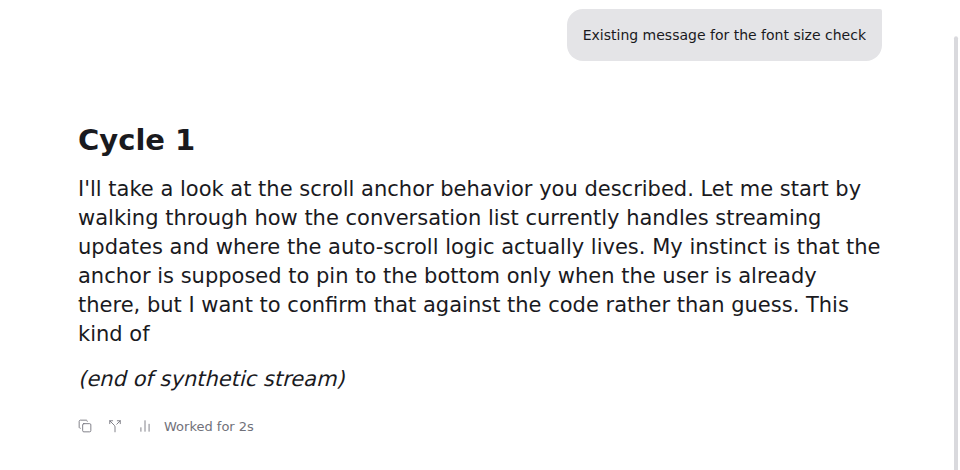 Existing message for the font size check
Cycle 1
I'll take a look at the scroll anchor behavior you described. Let me start by
walking through how the conversation list currently handles streaming
updates and where the auto-scroll logic actually lives. My instinct is that the
anchor is supposed to pin to the bottom only when the user is already
there, but I want to confirm that against the code rather than guess. This
kind of
(end of synthetic stream)
Worked for 2s